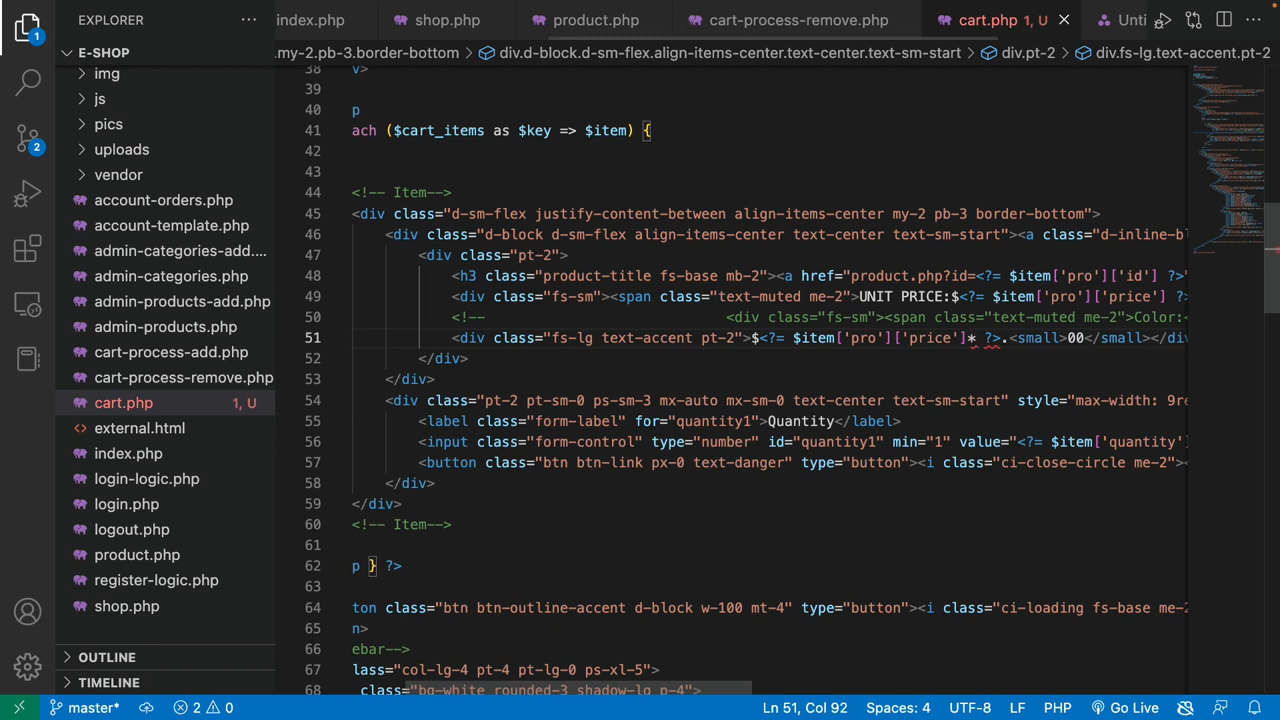 EXPLORER
index.php
shop.php
product.php
cart-process-remove.php
cart.php 1, U
Unti
E-SHOP
.my-2.pb-3.border-bottom > div.d-block.d-sm-flex.align-items-center.text-center.text-sm-start > div.pt-2 > div.fs-lg.text-accent.pt-2
1
2
img
js
pics
uploads
vendor
account-orders.php
account-template.php
admin-categories-add....
admin-categories.php
admin-products-add.php
admin-products.php
cart-process-add.php
cart-process-remove.php
cart.php 1, U
external.html
index.php
login-logic.php
login.php
logout.php
product.php
register-logic.php
shop.php
OUTLINE
TIMELINE
38 v>
39
40 p
41 ach ($cart_items as $key => $item) {
42
43
44 <!-- Item-->
45 <div class="d-sm-flex justify-content-between align-items-center my-2 pb-3 border-bottom">
46 <div class="d-block d-sm-flex align-items-center text-center text-sm-start"><a class="d-inline-bl
47 <div class="pt-2">
48 <h3 class="product-title fs-base mb-2"><a href="product.php?id=<?= $item['pro']['id'] ?>"
49 <div class="fs-sm"><span class="text-muted me-2">UNIT PRICE:$<?= $item['pro']['price'] ?>
50 <!-- <div class="fs-sm"><span class="text-muted me-2">Color:<
51 <div class="fs-lg text-accent pt-2">$<?= $item['pro']['price']* ?>.<small>00</small></div
52 </div>
53 </div>
54 <div class="pt-2 pt-sm-0 ps-sm-3 mx-auto mx-sm-0 text-center text-sm-start" style="max-width: 9re
55 <label class="form-label" for="quantity1">Quantity</label>
56 <input class="form-control" type="number" id="quantity1" min="1" value="<?= $item['quantity']
57 <button class="btn btn-link px-0 text-danger" type="button"><i class="ci-close-circle me-2"><
58 </div>
59 </div>
60 <!-- Item-->
61
62 p } ?>
63
64 ton class="btn btn-outline-accent d-block w-100 mt-4" type="button"><i class="ci-loading fs-base me-2
65 n>
66 ebar-->
67 lass="col-lg-4 pt-4 pt-lg-0 ps-xl-5">
68 class="bg-white rounded-3 shadow-lg p-4">
master* 2 0 Ln 51, Col 92 Spaces: 4 UTF-8 LF PHP Go Live